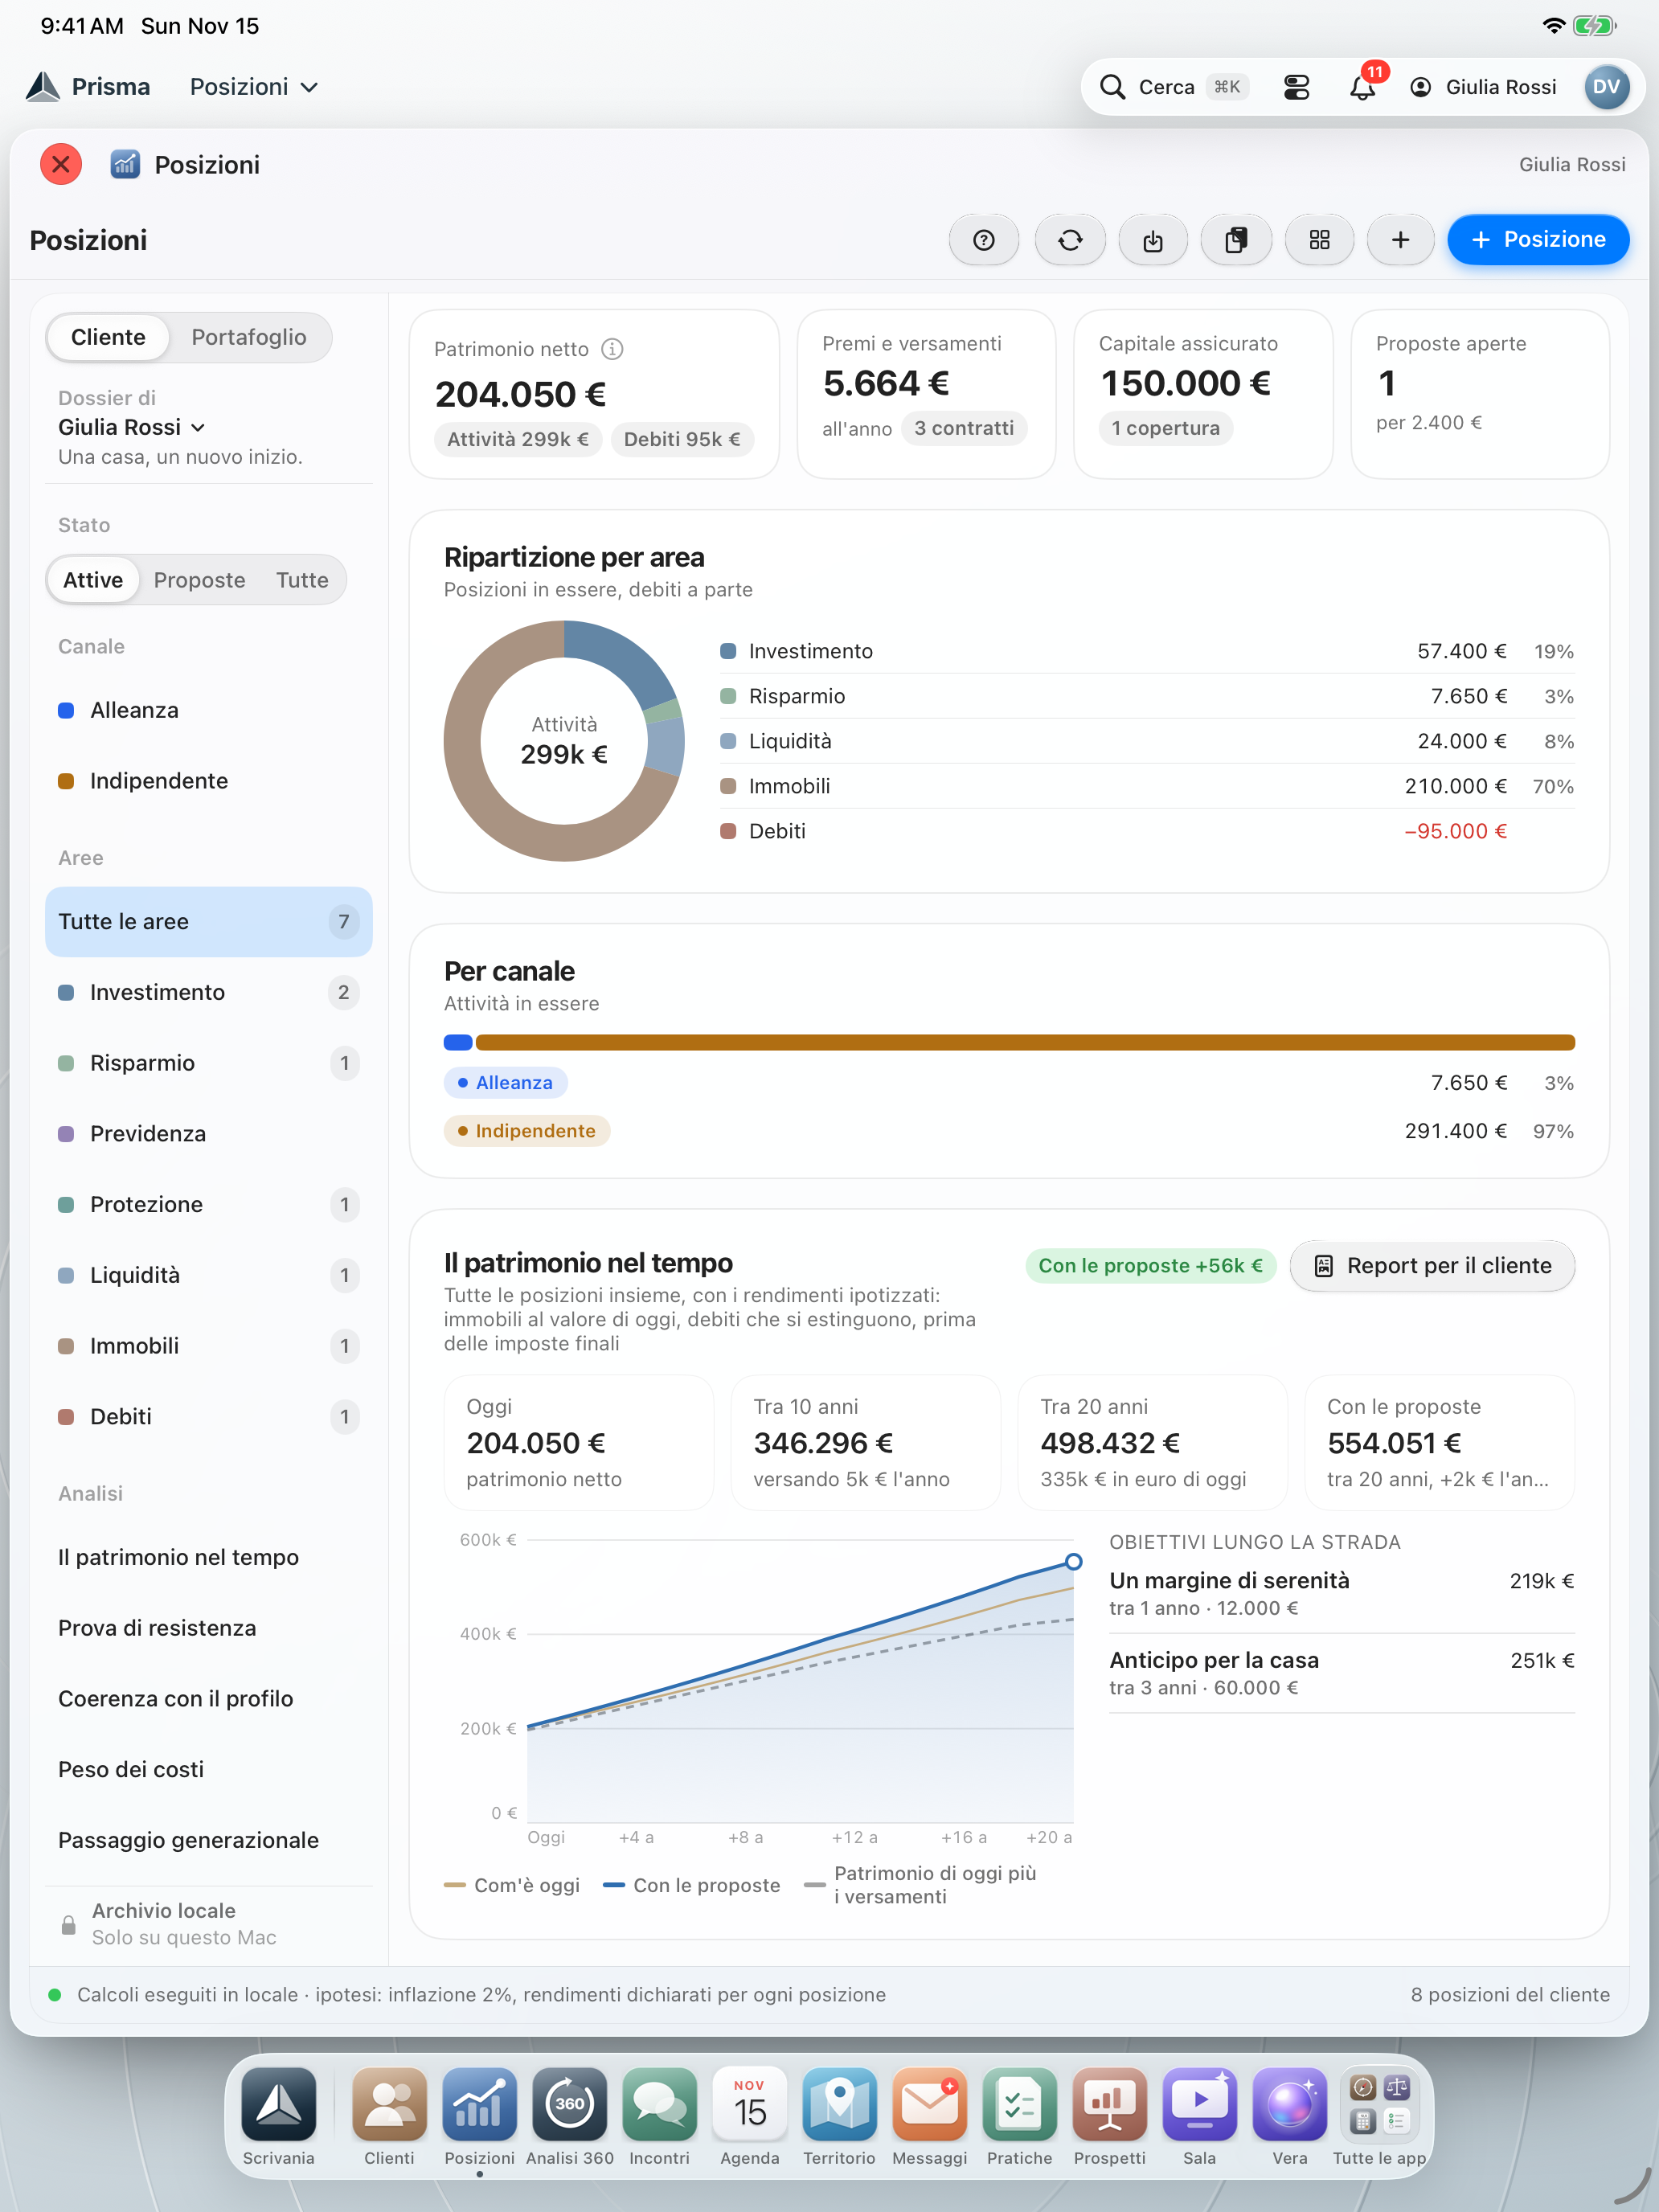 9:41 AM Sun Nov 15
Prisma
Posizioni
Cerca ⌘K
11
Giulia Rossi
DV
Posizioni
Giulia Rossi
Posizioni
+ Posizione
Cliente
Portafoglio
Dossier di
Giulia Rossi
Una casa, un nuovo inizio.
Stato
Attive
Proposte
Tutte
Canale
Alleanza
Indipendente
Aree
Tutte le aree 7
Investimento 2
Risparmio 1
Previdenza
Protezione 1
Liquidità 1
Immobili 1
Debiti 1
Analisi
Il patrimonio nel tempo
Prova di resistenza
Coerenza con il profilo
Peso dei costi
Passaggio generazionale
Archivio locale
Solo su questo Mac
Patrimonio netto
204.050 €
Attività 299k €
Debiti 95k €
Premi e versamenti
5.664 €
all'anno 3 contratti
Capitale assicurato
150.000 €
1 copertura
Proposte aperte
1
per 2.400 €
Ripartizione per area
Posizioni in essere, debiti a parte
Attività
299k €
Investimento 57.400 € 19%
Risparmio 7.650 € 3%
Liquidità 24.000 € 8%
Immobili 210.000 € 70%
Debiti −95.000 €
Per canale
Attività in essere
Alleanza 7.650 € 3%
Indipendente 291.400 € 97%
Il patrimonio nel tempo
Tutte le posizioni insieme, con i rendimenti ipotizzati:
immobili al valore di oggi, debiti che si estinguono, prima
delle imposte finali
Con le proposte +56k €
Report per il cliente
Oggi
204.050 €
patrimonio netto
Tra 10 anni
346.296 €
versando 5k € l'anno
Tra 20 anni
498.432 €
335k € in euro di oggi
Con le proposte
554.051 €
tra 20 anni, +2k € l'an...
600k €
400k €
200k €
0 €
Oggi +4 a +8 a +12 a +16 a +20 a
Com'è oggi
Con le proposte
Patrimonio di oggi più
i versamenti
OBIETTIVI LUNGO LA STRADA
Un margine di serenità 219k €
tra 1 anno · 12.000 €
Anticipo per la casa 251k €
tra 3 anni · 60.000 €
Calcoli eseguiti in locale · ipotesi: inflazione 2%, rendimenti dichiarati per ogni posizione
8 posizioni del cliente
360
NOV
15
Scrivania
Clienti
Posizioni
Analisi 360
Incontri
Agenda
Territorio
Messaggi
Pratiche
Prospetti
Sala
Vera
Tutte le app